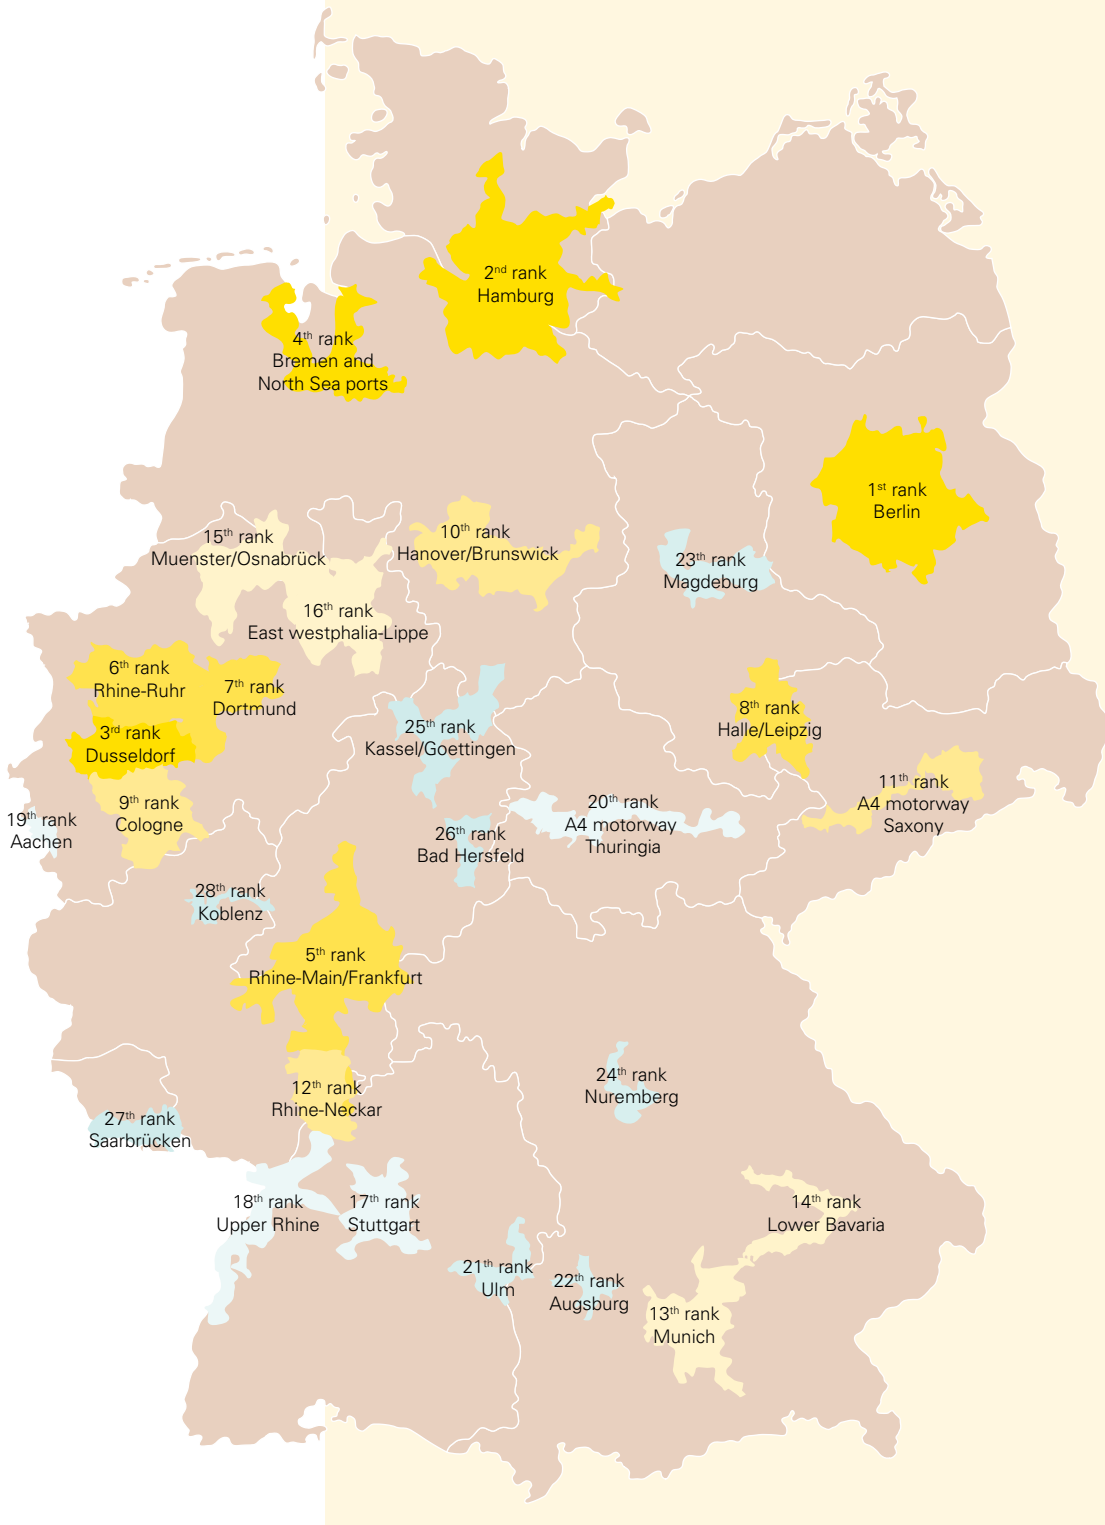 2nd rank
Hamburg
4th rank
Bremen and
North Sea ports
1st rank
Berlin
15th rank
Muenster/Osnabrück
10th rank
Hanover/Brunswick
23th rank
Magdeburg
16th rank
East westphalia-Lippe
6th rank
Rhine-Ruhr
7th rank
Dortmund
8th rank
Halle/Leipzig
3rd rank
Dusseldorf
25th rank
Kassel/Goettingen
11th rank
A4 motorway
Saxony
9th rank
Cologne
19th rank
Aachen
20th rank
A4 motorway
Thuringia
26th rank
Bad Hersfeld
28th rank
Koblenz
5th rank
Rhine-Main/Frankfurt
24th rank
Nuremberg
12th rank
Rhine-Neckar
27th rank
Saarbrücken
18th rank
Upper Rhine
17th rank
Stuttgart
14th rank
Lower Bavaria
21th rank
Ulm
22th rank
Augsburg
13th rank
Munich